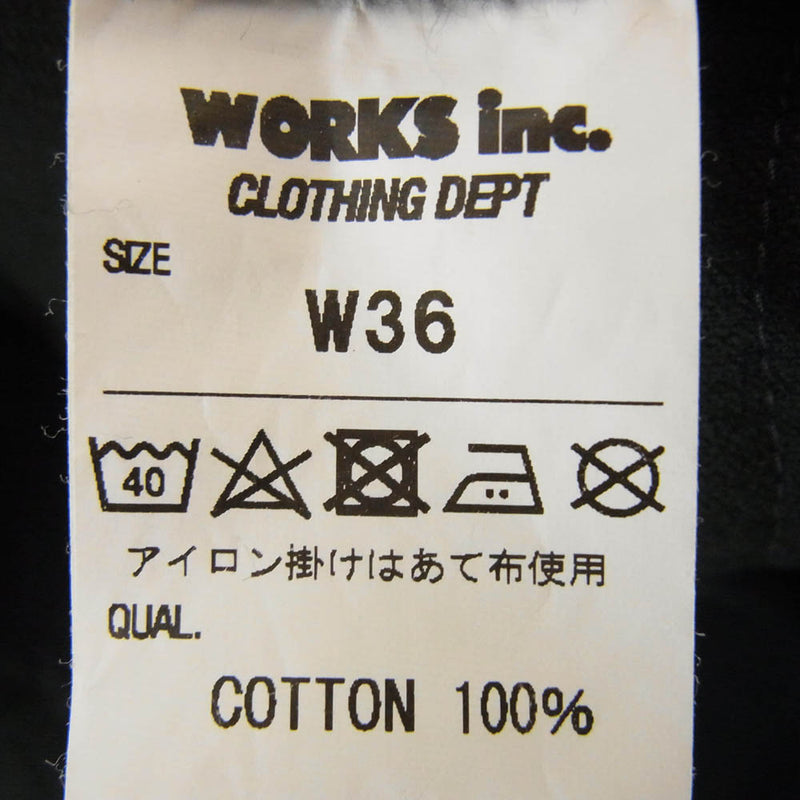 WORKS inc.
CLOTHING DEPT
SIZE
W36
40
アイロン掛けはあて布使用
QUAL.
COTTON 100%